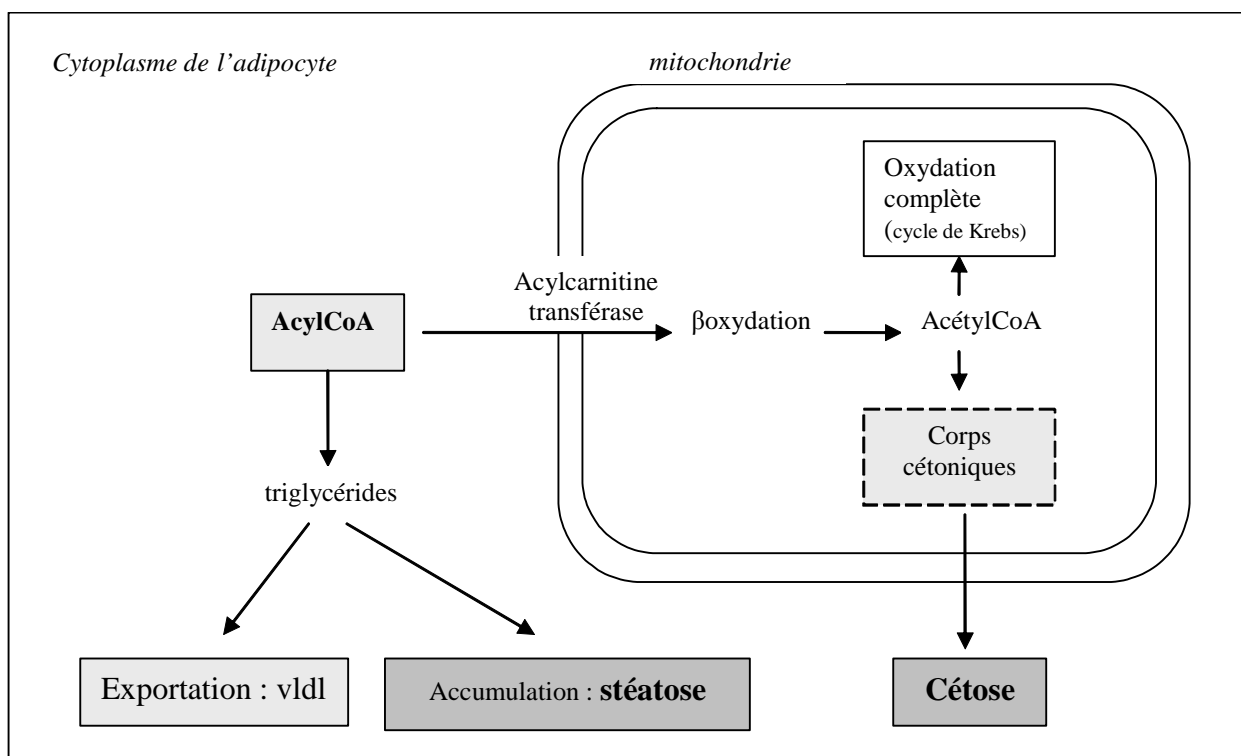 Cytoplasme de l’adipocyte
mitochondrie
Oxydation
complète
(cycle de Krebs)
Acylcarnitine
transférase
AcylCoA
βoxydation
AcétylCoA
Corps
cétoniques
triglycérides
Exportation : vldl
Accumulation : stéatose
Cétose